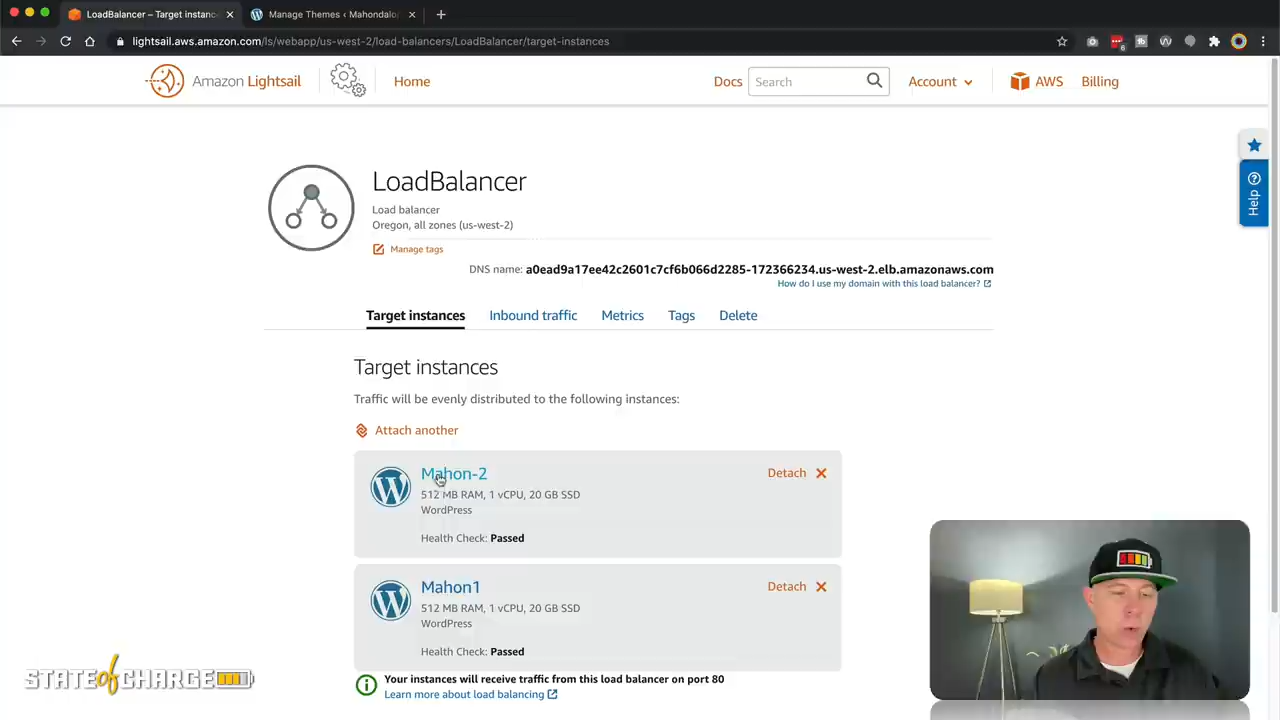 LoadBalancer – Target instanc
Manage Themes ‹ Mahondalo
lightsail.aws.amazon.com/ls/webapp/us-west-2/load-balancers/LoadBalancer/target-instances
6
Amazon Lightsail
Home
Docs
Search
Account
AWS
Billing
Help
LoadBalancer
Load balancer
Oregon, all zones (us-west-2)
Manage tags
DNS name: a0ead9a17ee42c2601c7cf6b066d2285-172366234.us-west-2.elb.amazonaws.com
How do I use my domain with this load balancer?
Target instances
Inbound traffic
Metrics
Tags
Delete
Target instances
Traffic will be evenly distributed to the following instances:
Attach another
Mahon-2
Detach
512 MB RAM, 1 vCPU, 20 GB SSD
WordPress
Health Check: Passed
Mahon1
Detach
512 MB RAM, 1 vCPU, 20 GB SSD
WordPress
Health Check: Passed
Your instances will receive traffic from this load balancer on port 80
Learn more about load balancing
STATE of CHARGE